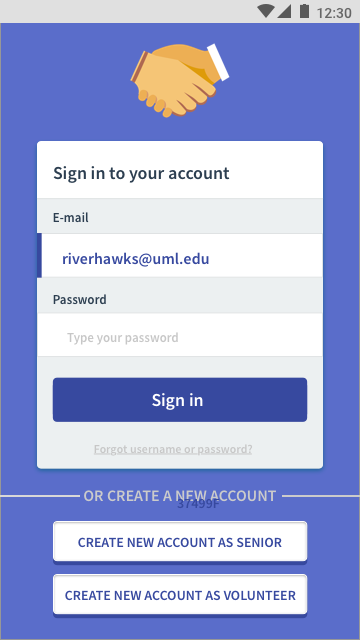 12:30
Sign in to your account
E-mail
riverhawks@uml.edu
Password
Type your password
Sign in
Forgot username or password?
OR CREATE A NEW ACCOUNT
37499F
CREATE NEW ACCOUNT AS SENIOR
CREATE NEW ACCOUNT AS VOLUNTEER